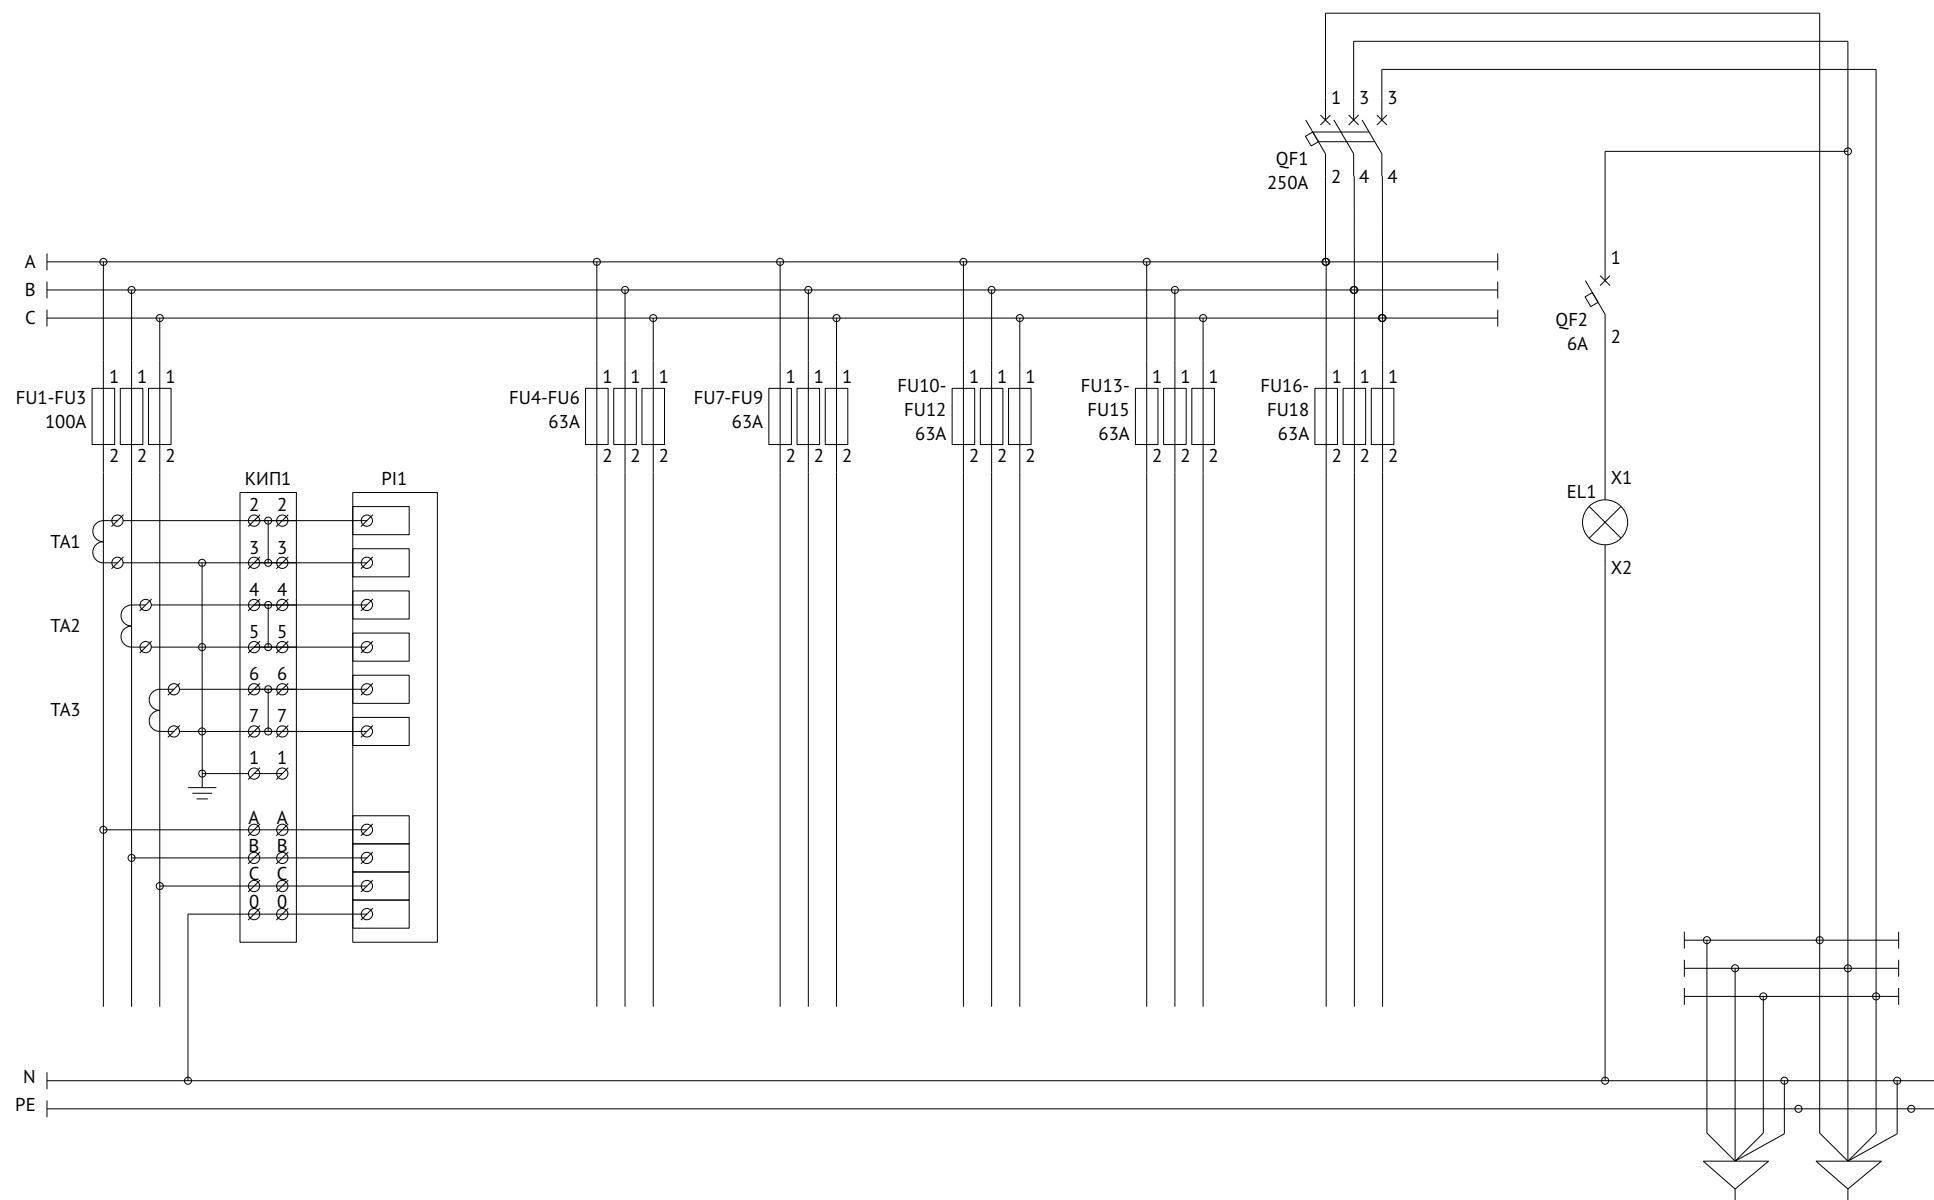 1 3 3
QF1
250A
2 4 4
A
B
C
1
QF2
6A
2
FU1-FU3
100A
1 1 1
2 2 2
FU4-FU6
63A
1 1 1
2 2 2
FU7-FU9
63A
1 1 1
2 2 2
FU10-
FU12
63A
1 1 1
2 2 2
FU13-
FU15
63A
1 1 1
2 2 2
FU16-
FU18
63A
1 1 1
2 2 2
КИП1
PI1
X1
EL1
X2
TA1
TA2
TA3
2 2
3 3
4 4
5 5
6 6
7 7
1 1
A A
B B
C C
0 0
N
PE